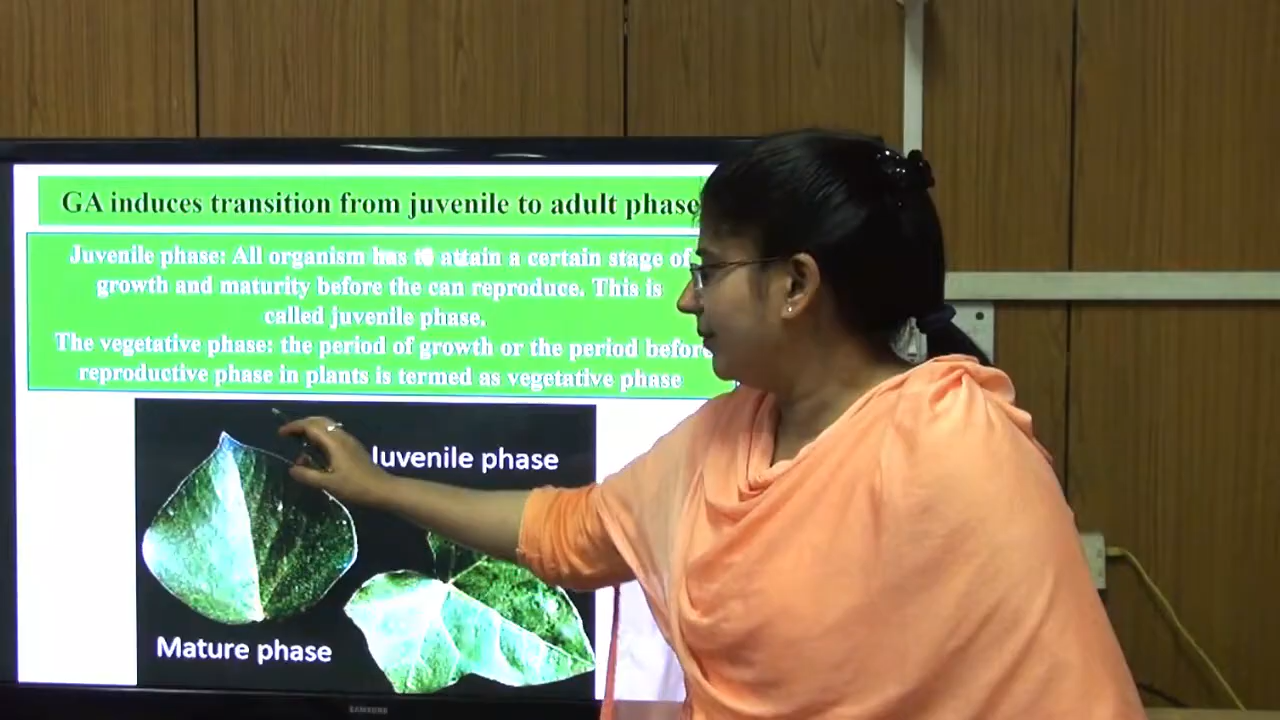 GA induces transition from juvenile to adult phase
Juvenile phase: All organism has to attain a certain stage of
growth and maturity before the can reproduce. This is
called juvenile phase.
The vegetative phase: the period of growth or the period before
reproductive phase in plants is termed as vegetative phase
Juvenile phase
Mature phase
SAMSUNG